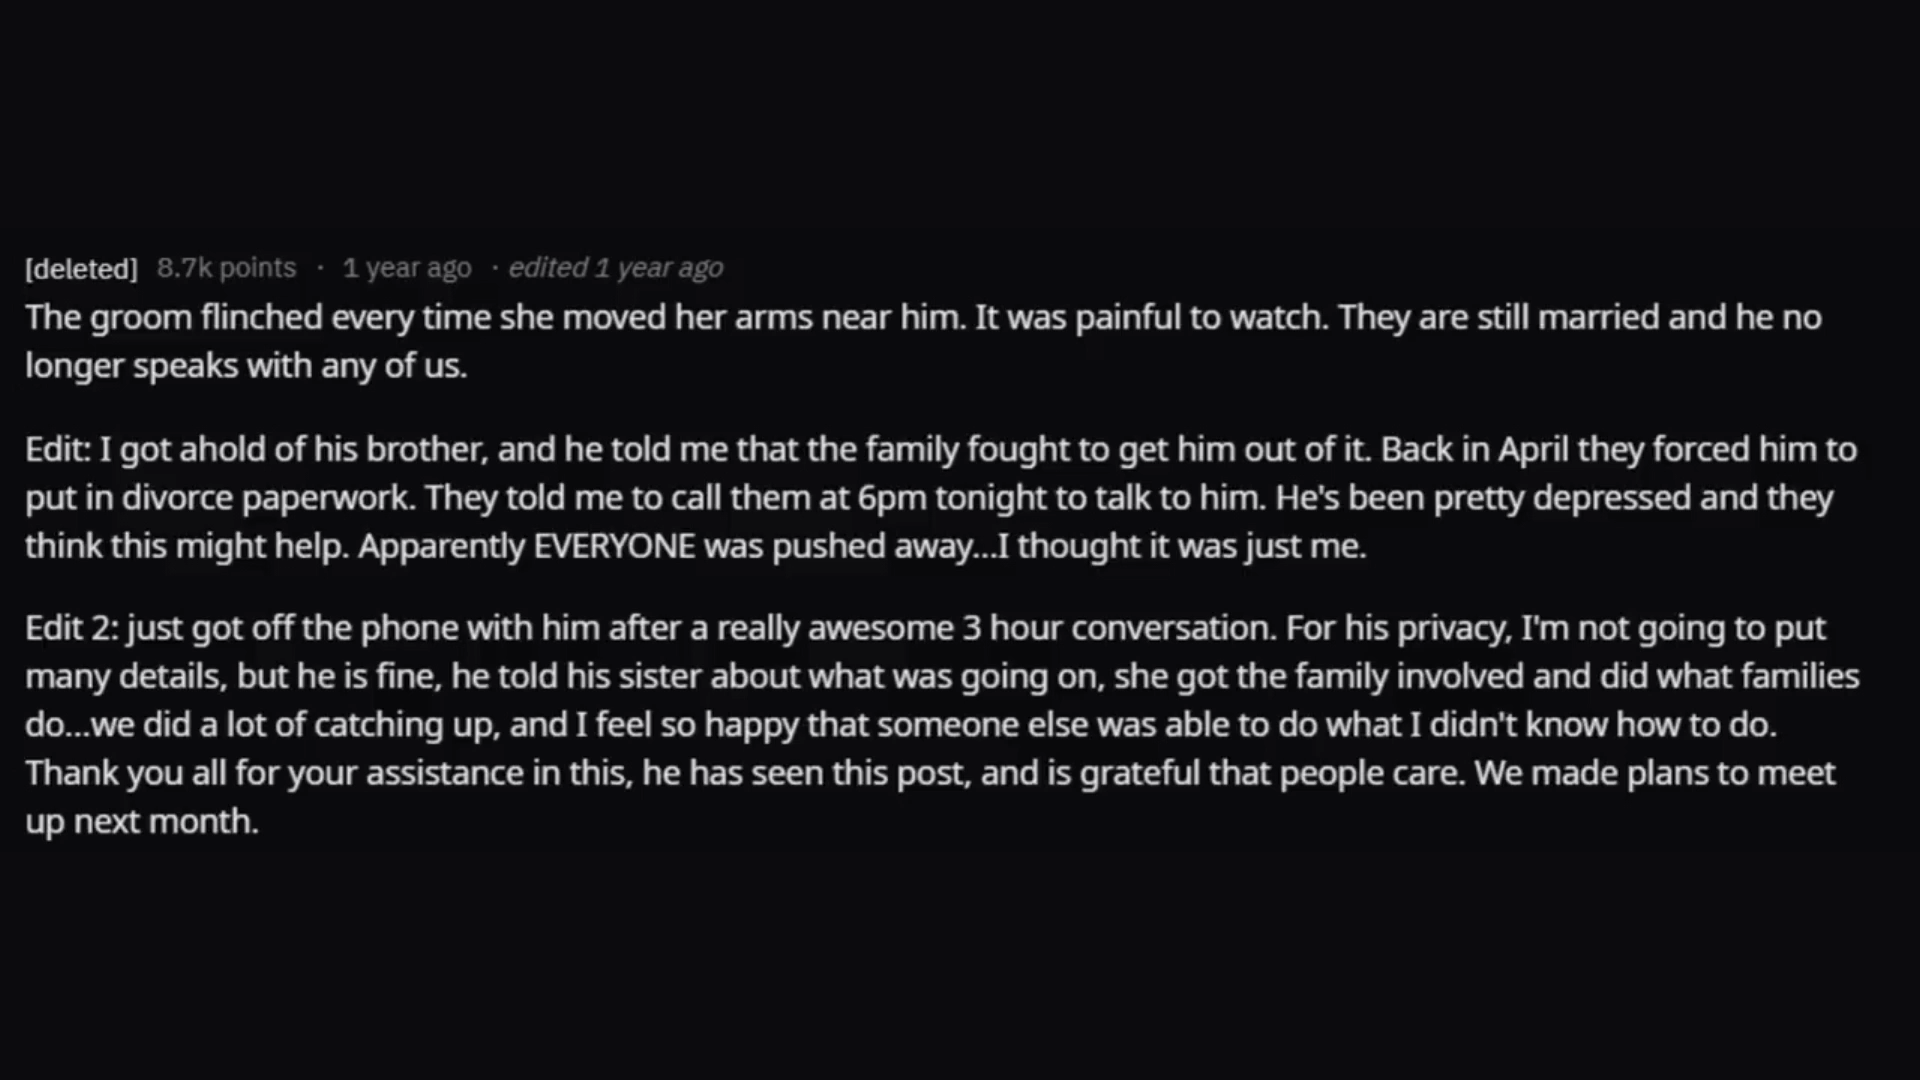 [deleted] 8.7k points · 1 year ago · edited 1 year ago
The groom flinched every time she moved her arms near him. It was painful to watch. They are still married and he no
longer speaks with any of us.
Edit: I got ahold of his brother, and he told me that the family fought to get him out of it. Back in April they forced him to
put in divorce paperwork. They told me to call them at 6pm tonight to talk to him. He's been pretty depressed and they
think this might help. Apparently EVERYONE was pushed away...I thought it was just me.
Edit 2: just got off the phone with him after a really awesome 3 hour conversation. For his privacy, I'm not going to put
many details, but he is fine, he told his sister about what was going on, she got the family involved and did what families
do...we did a lot of catching up, and I feel so happy that someone else was able to do what I didn't know how to do.
Thank you all for your assistance in this, he has seen this post, and is grateful that people care. We made plans to meet
up next month.